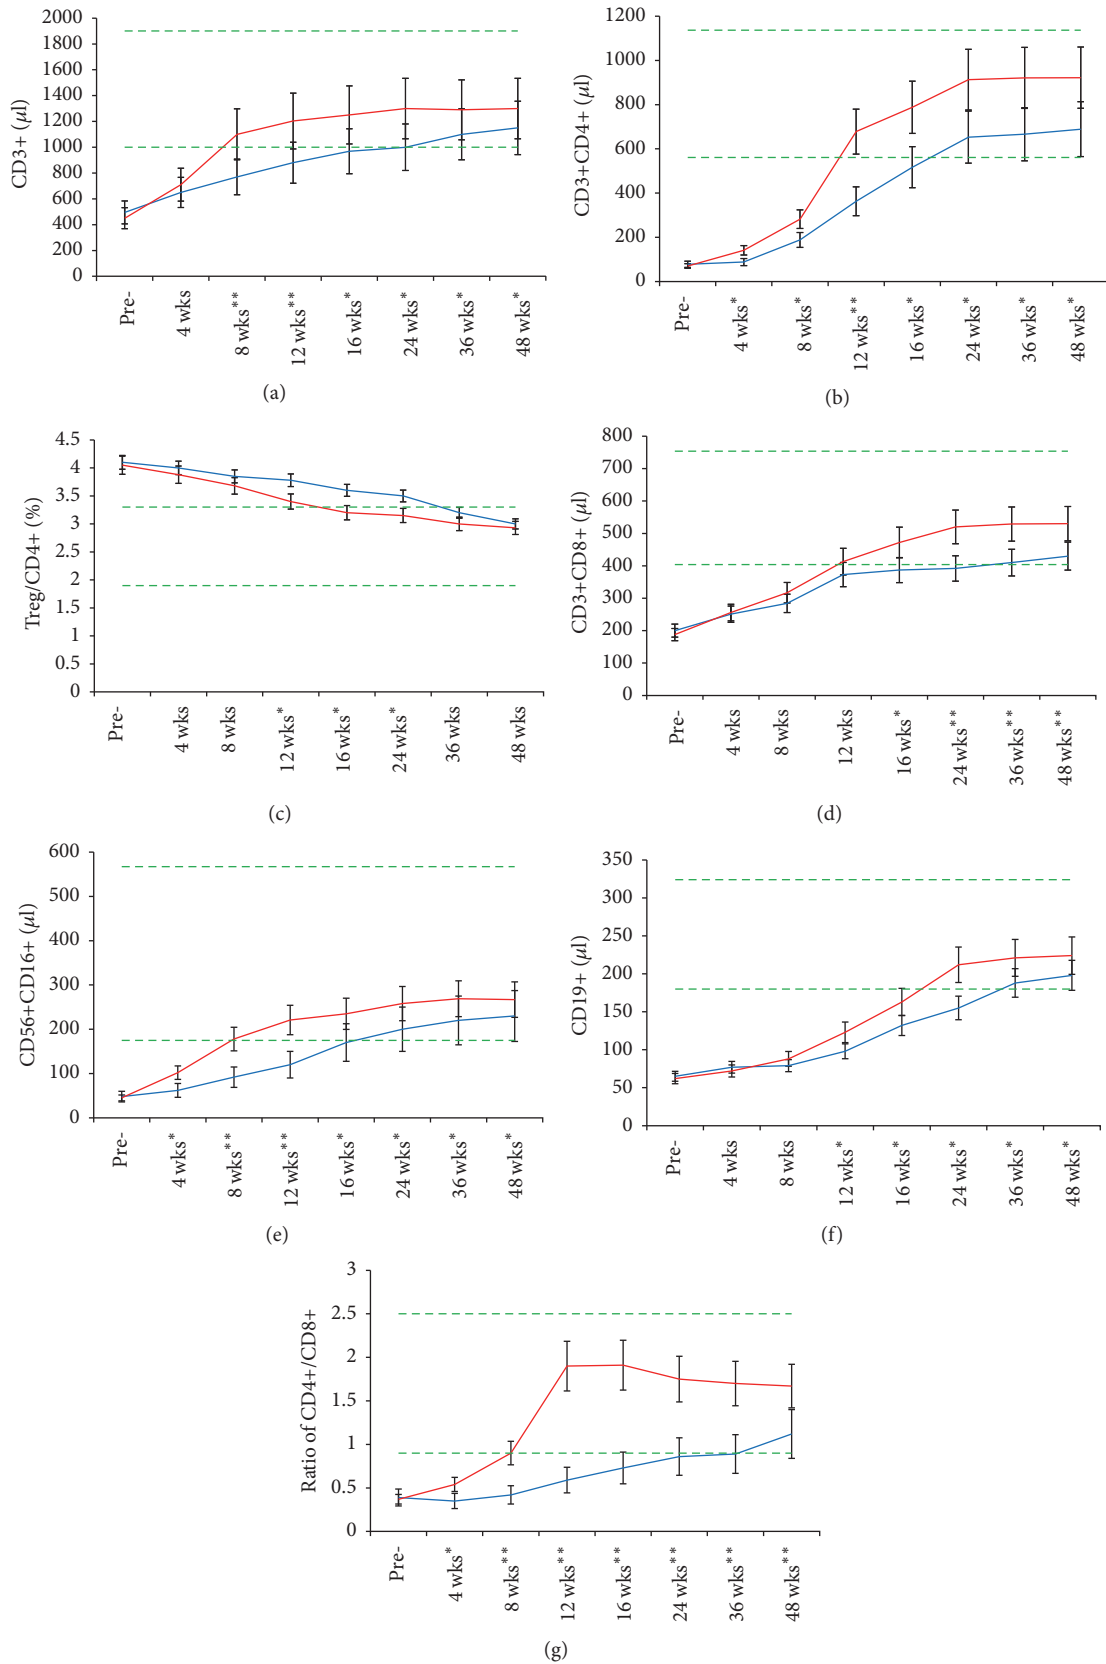 2000
1800
1600
1400
1200
1000
800
600
400
200
0
CD3+ (μl)
Pre-
4 wks
8 wks**
12 wks**
16 wks*
24 wks*
36 wks*
48 wks*
(a)
1200
1000
800
600
400
200
0
CD3+CD4+ (μl)
Pre-
4 wks*
8 wks*
12 wks**
16 wks*
24 wks*
36 wks*
48 wks*
(b)
4.5
4
3.5
3
2.5
2
1.5
1
0.5
0
Treg/CD4+ (%)
Pre-
4 wks
8 wks
12 wks*
16 wks*
24 wks*
36 wks
48 wks
(c)
800
700
600
500
400
300
200
100
0
CD3+CD8+ (μl)
Pre-
4 wks
8 wks
12 wks
16 wks*
24 wks**
36 wks**
48 wks**
(d)
600
500
400
300
200
100
0
CD56+CD16+ (μl)
Pre-
4 wks*
8 wks**
12 wks**
16 wks*
24 wks*
36 wks*
48 wks*
(e)
350
300
250
200
150
100
50
0
CD19+ (μl)
Pre-
4 wks
8 wks
12 wks*
16 wks*
24 wks*
36 wks*
48 wks*
(f)
3
2.5
2
1.5
1
0.5
0
Ratio of CD4+/CD8+
Pre-
4 wks*
8 wks**
12 wks**
16 wks**
24 wks**
36 wks**
48 wks**
(g)